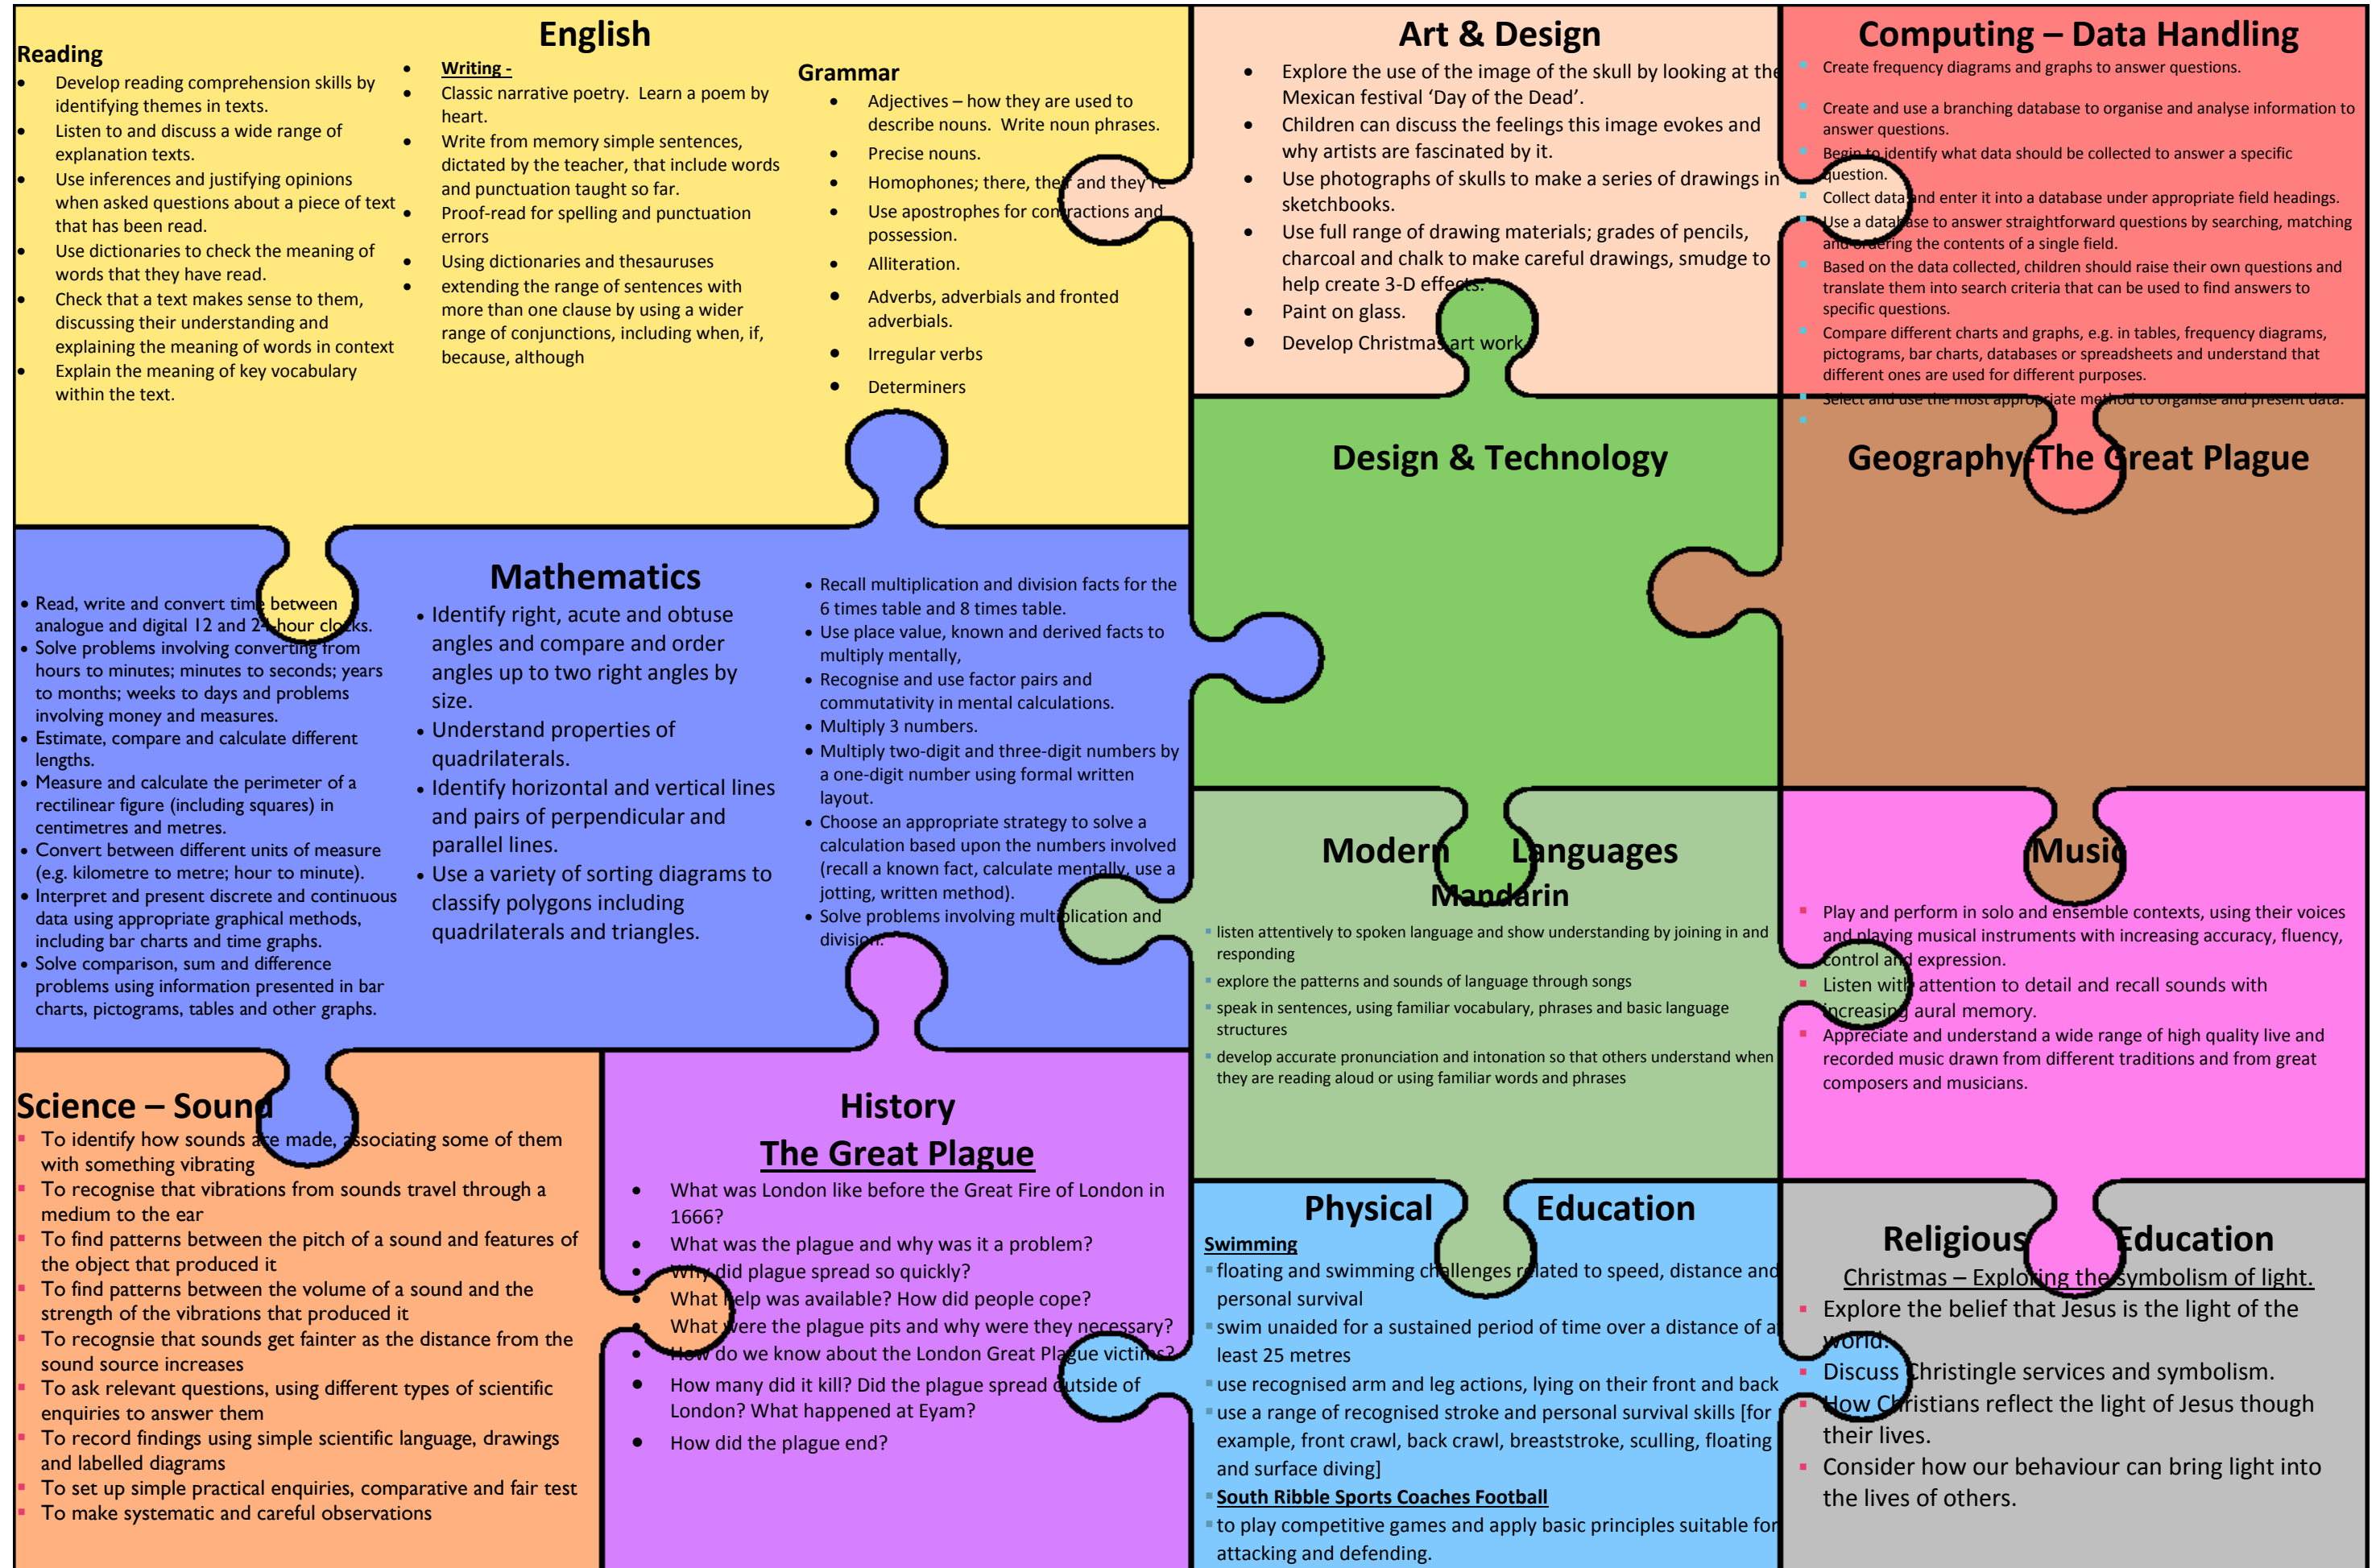 English
Reading
Develop reading comprehension skills by
identifying themes in texts.
Listen to and discuss a wide range of
explanation texts.
Use inferences and justifying opinions
when asked questions about a piece of text
that has been read.
Use dictionaries to check the meaning of
words that they have read.
Check that a text makes sense to them,
discussing their understanding and
explaining the meaning of words in context
Explain the meaning of key vocabulary
within the text.
Writing -
Classic narrative poetry. Learn a poem by
heart.
Write from memory simple sentences,
dictated by the teacher, that include words
and punctuation taught so far.
Proof-read for spelling and punctuation
errors
Using dictionaries and thesauruses
extending the range of sentences with
more than one clause by using a wider
range of conjunctions, including when, if,
because, although
Grammar
Adjectives – how they are used to
describe nouns. Write noun phrases.
Precise nouns.
Homophones; there, their and they're
Use apostrophes for contractions and
possession.
Alliteration.
Adverbs, adverbials and fronted
adverbials.
Irregular verbs
Determiners
Art & Design
Explore the use of the image of the skull by looking at the
Mexican festival ‘Day of the Dead’.
Children can discuss the feelings this image evokes and
why artists are fascinated by it.
Use photographs of skulls to make a series of drawings in
sketchbooks.
Use full range of drawing materials; grades of pencils,
charcoal and chalk to make careful drawings, smudge to
help create 3-D effects.
Paint on glass.
Develop Christmas art work
Computing – Data Handling
Create frequency diagrams and graphs to answer questions.
Create and use a branching database to organise and analyse information to
answer questions.
Begin to identify what data should be collected to answer a specific
question.
Collect data and enter it into a database under appropriate field headings.
Use a database to answer straightforward questions by searching, matching
and ordering the contents of a single field.
Based on the data collected, children should raise their own questions and
translate them into search criteria that can be used to find answers to
specific questions.
Compare different charts and graphs, e.g. in tables, frequency diagrams,
pictograms, bar charts, databases or spreadsheets and understand that
different ones are used for different purposes.
Select and use the most appropriate method to organise and present data.
Design & Technology
Geography-The Great Plague
Mathematics
Read, write and convert time between
analogue and digital 12 and 24-hour clocks.
Solve problems involving converting from
hours to minutes; minutes to seconds; years
to months; weeks to days and problems
involving money and measures.
Estimate, compare and calculate different
lengths.
Measure and calculate the perimeter of a
rectilinear figure (including squares) in
centimetres and metres.
Convert between different units of measure
(e.g. kilometre to metre; hour to minute).
Interpret and present discrete and continuous
data using appropriate graphical methods,
including bar charts and time graphs.
Solve comparison, sum and difference
problems using information presented in bar
charts, pictograms, tables and other graphs.
Identify right, acute and obtuse
angles and compare and order
angles up to two right angles by
size.
Understand properties of
quadrilaterals.
Identify horizontal and vertical lines
and pairs of perpendicular and
parallel lines.
Use a variety of sorting diagrams to
classify polygons including
quadrilaterals and triangles.
Recall multiplication and division facts for the
6 times table and 8 times table.
Use place value, known and derived facts to
multiply mentally,
Recognise and use factor pairs and
commutativity in mental calculations.
Multiply 3 numbers.
Multiply two-digit and three-digit numbers by
a one-digit number using formal written
layout.
Choose an appropriate strategy to solve a
calculation based upon the numbers involved
(recall a known fact, calculate mentally, use a
jotting, written method).
Solve problems involving multiplication and
division.
Modern Languages
Mandarin
listen attentively to spoken language and show understanding by joining in and
responding
explore the patterns and sounds of language through songs
speak in sentences, using familiar vocabulary, phrases and basic language
structures
develop accurate pronunciation and intonation so that others understand when
they are reading aloud or using familiar words and phrases
Music
Play and perform in solo and ensemble contexts, using their voices
and playing musical instruments with increasing accuracy, fluency,
control and expression.
Listen with attention to detail and recall sounds with
increasing aural memory.
Appreciate and understand a wide range of high quality live and
recorded music drawn from different traditions and from great
composers and musicians.
Science – Sound
To identify how sounds are made, associating some of them
with something vibrating
To recognise that vibrations from sounds travel through a
medium to the ear
To find patterns between the pitch of a sound and features of
the object that produced it
To find patterns between the volume of a sound and the
strength of the vibrations that produced it
To recognsie that sounds get fainter as the distance from the
sound source increases
To ask relevant questions, using different types of scientific
enquiries to answer them
To record findings using simple scientific language, drawings
and labelled diagrams
To set up simple practical enquiries, comparative and fair test
To make systematic and careful observations
History
The Great Plague
What was London like before the Great Fire of London in
1666?
What was the plague and why was it a problem?
Why did plague spread so quickly?
What help was available? How did people cope?
What were the plague pits and why were they necessary?
How do we know about the London Great Plague victims?
How many did it kill? Did the plague spread outside of
London? What happened at Eyam?
How did the plague end?
Physical Education
Swimming
floating and swimming challenges related to speed, distance and
personal survival
swim unaided for a sustained period of time over a distance of at
least 25 metres
use recognised arm and leg actions, lying on their front and back
use a range of recognised stroke and personal survival skills [for
example, front crawl, back crawl, breaststroke, sculling, floating
and surface diving]
South Ribble Sports Coaches Football
to play competitive games and apply basic principles suitable for
attacking and defending.
Religious Education
Christmas – Exploring the symbolism of light.
Explore the belief that Jesus is the light of the
world.
Discuss Christingle services and symbolism.
How Christians reflect the light of Jesus though
their lives.
Consider how our behaviour can bring light into
the lives of others.